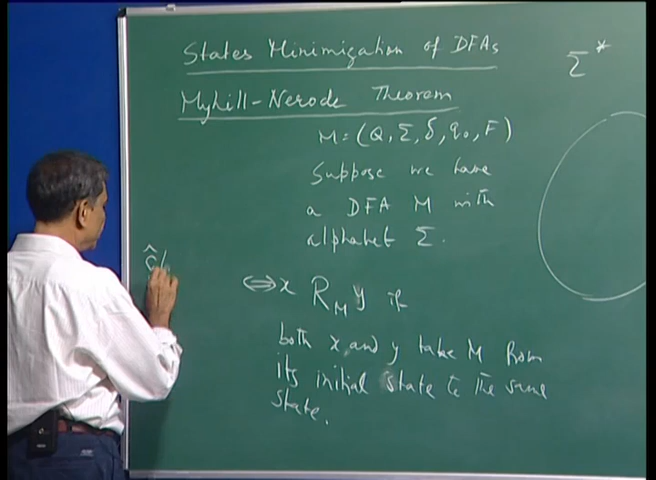 States Minimization of DFAs
Σ*
Myhill-Nerode Theorem
M = (Q, Σ, δ, q₀, F)
Suppose we have
a DFA M with
alphabet Σ.
⟺ x R_M y if
both x and y take M from
its initial state to the same
state.